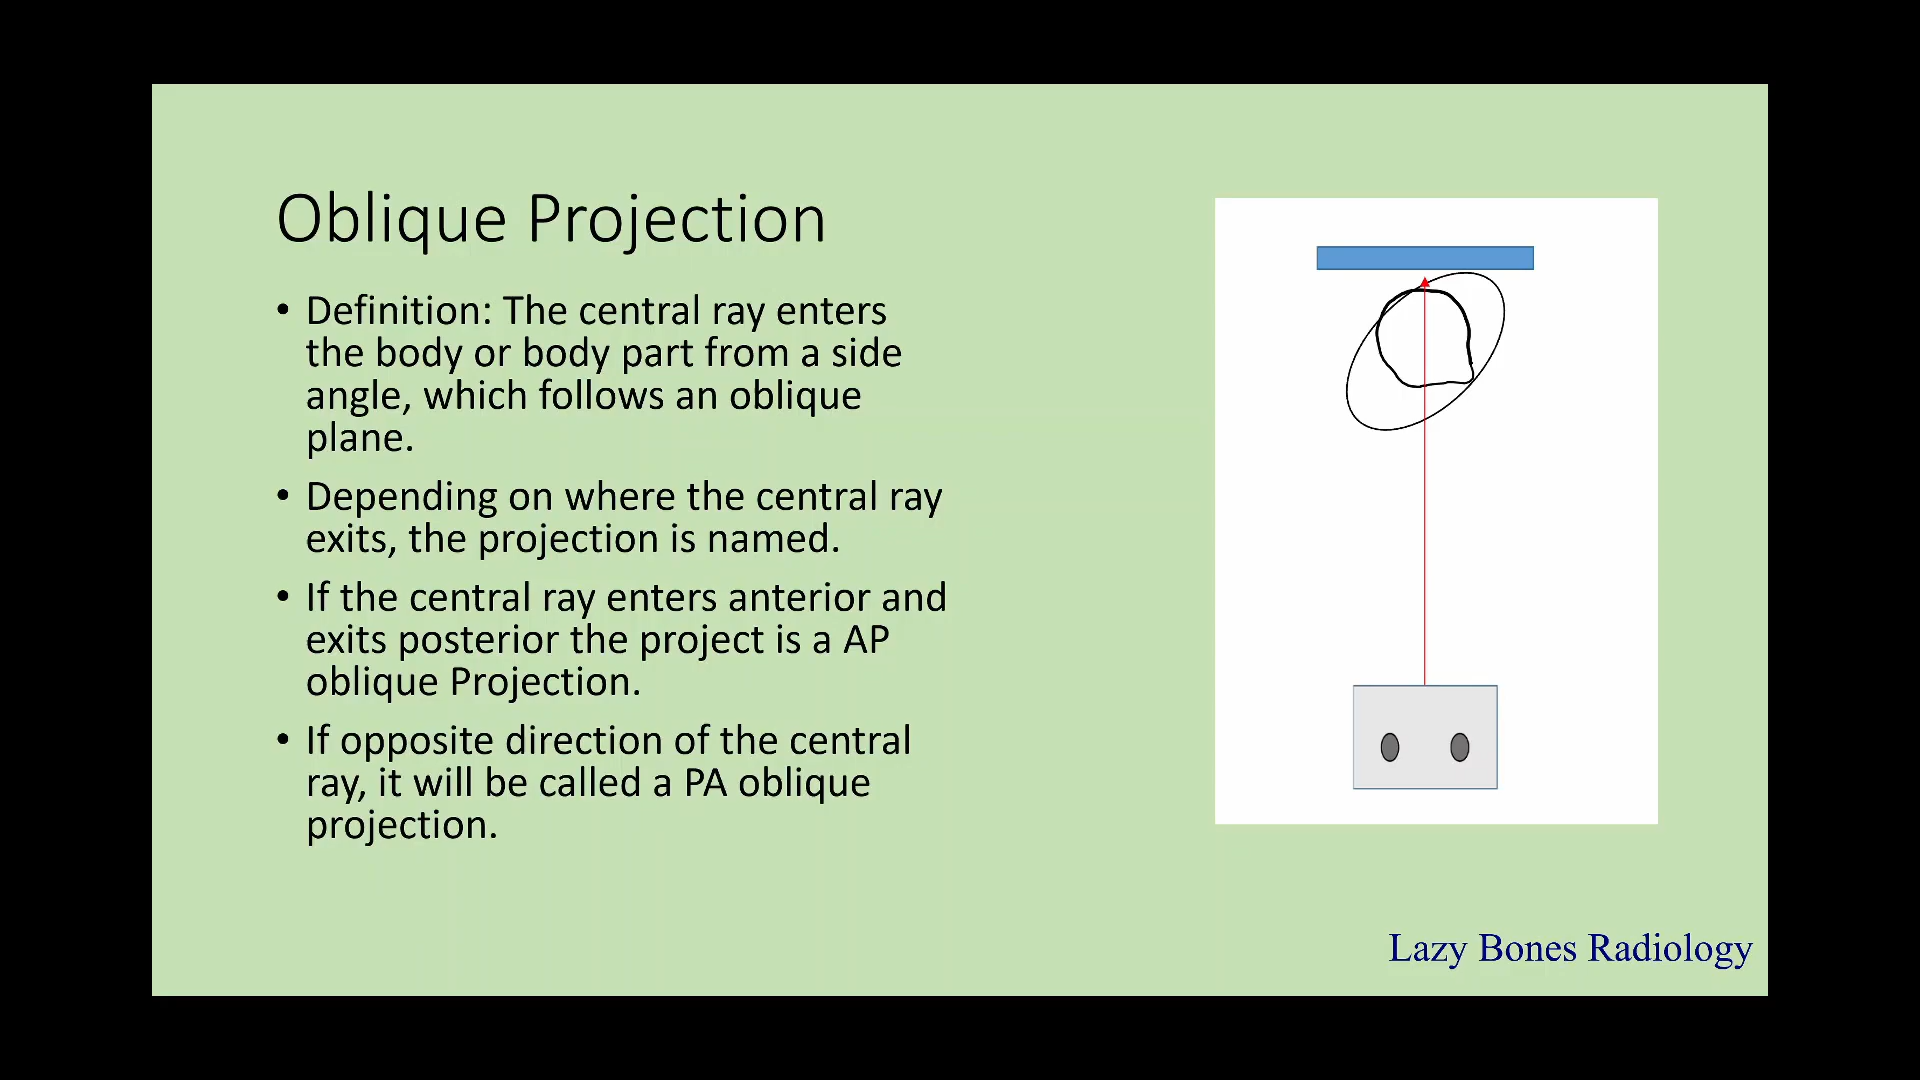 Oblique Projection
• Definition: The central ray enters
the body or body part from a side
angle, which follows an oblique
plane.
• Depending on where the central ray
exits, the projection is named.
• If the central ray enters anterior and
exits posterior the project is a AP
oblique Projection.
• If opposite direction of the central
ray, it will be called a PA oblique
projection.
Lazy Bones Radiology